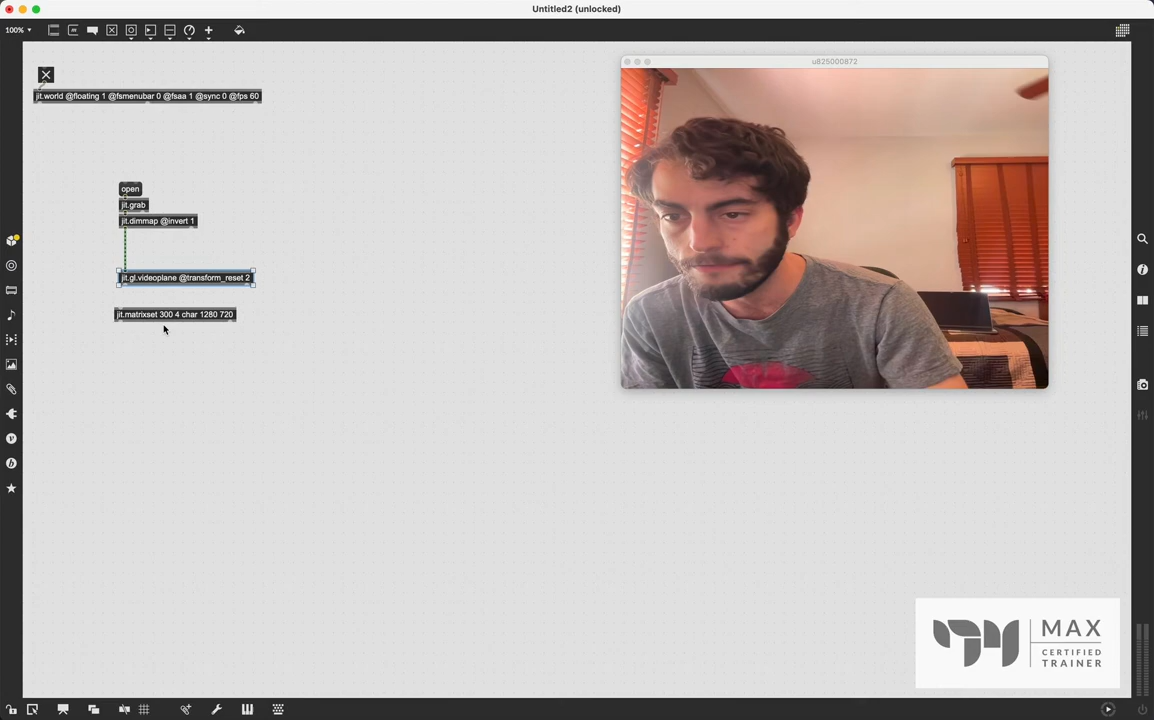 Untitled2 (unlocked)
100%
jit.world @floating 1 @fsmenubar 0 @fsaa 1 @sync 0 @fps 60
u825000872
open
jit.grab
jit.dimmap @invert 1
jit.gl.videoplane @transform_reset 2
jit.matrixset 300 4 char 1280 720
MAX
CERTIFIED
TRAINER